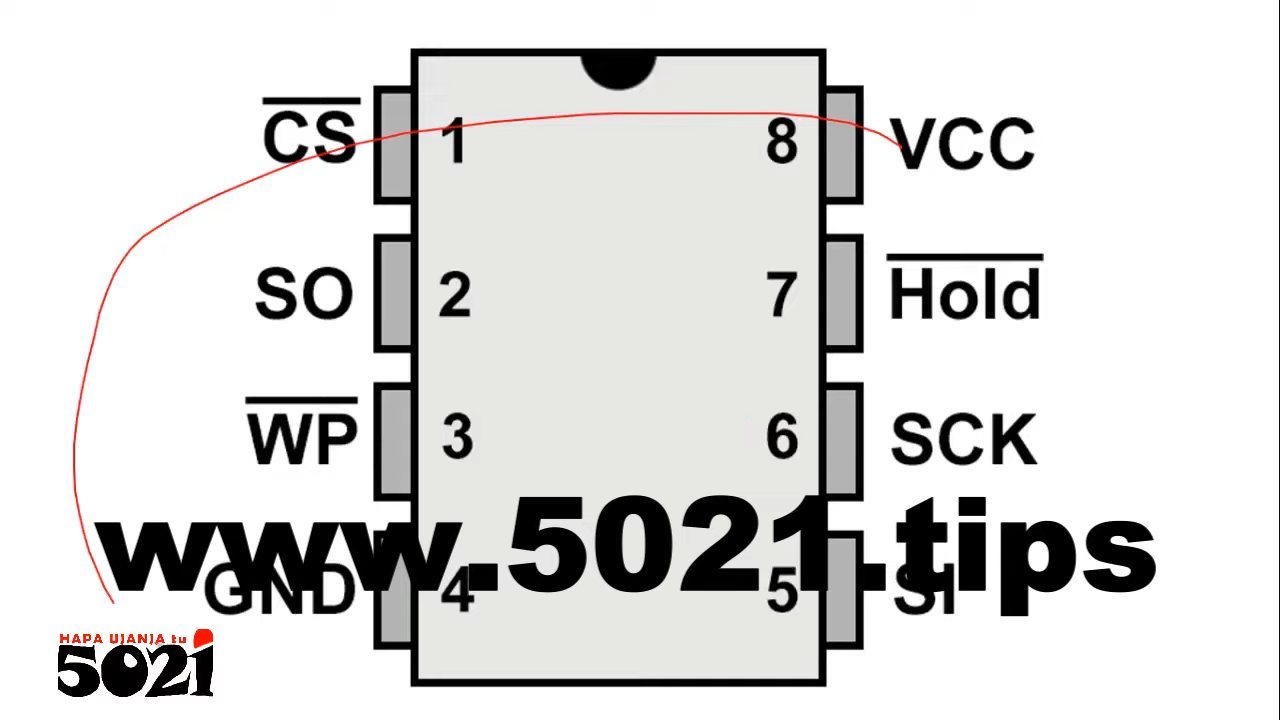 CS 1 8 VCC
SO 2 7 Hold
WP 3 6 SCK
www.5021.tips
GND 4 5 SI
HAPA UJANJA tu
5021